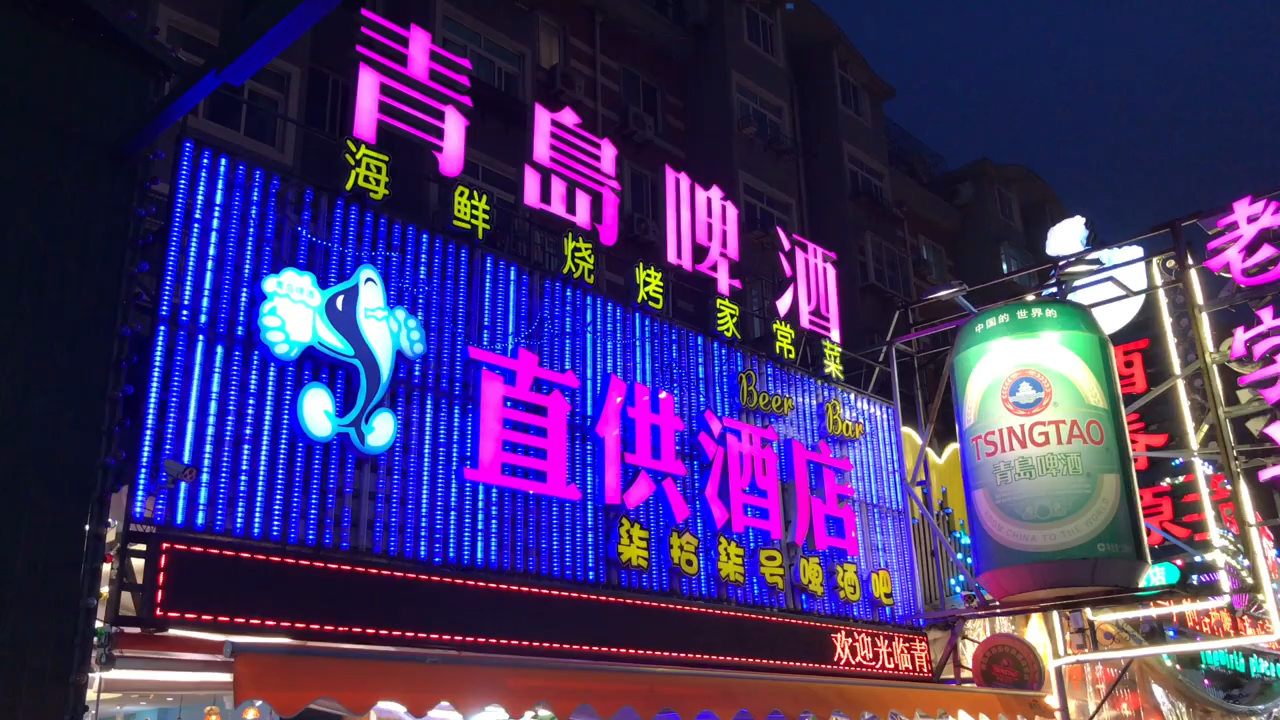 青島啤酒
海鲜烧烤家常菜
Beer Bar
直供酒店
柒拾柒号啤酒吧
欢迎光临青
中国的 世界的
TSINGTAO
青島啤酒
FROM CHINA TO THE WORLD
老
酒香